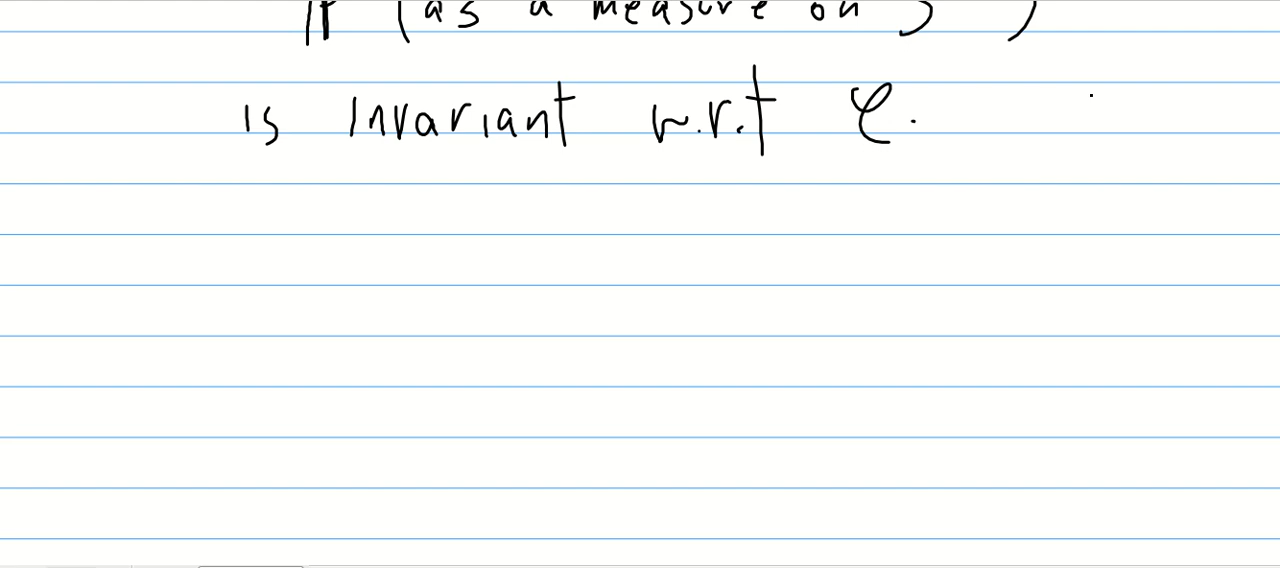 (as a measure on )
is invariant w.r.t φ.